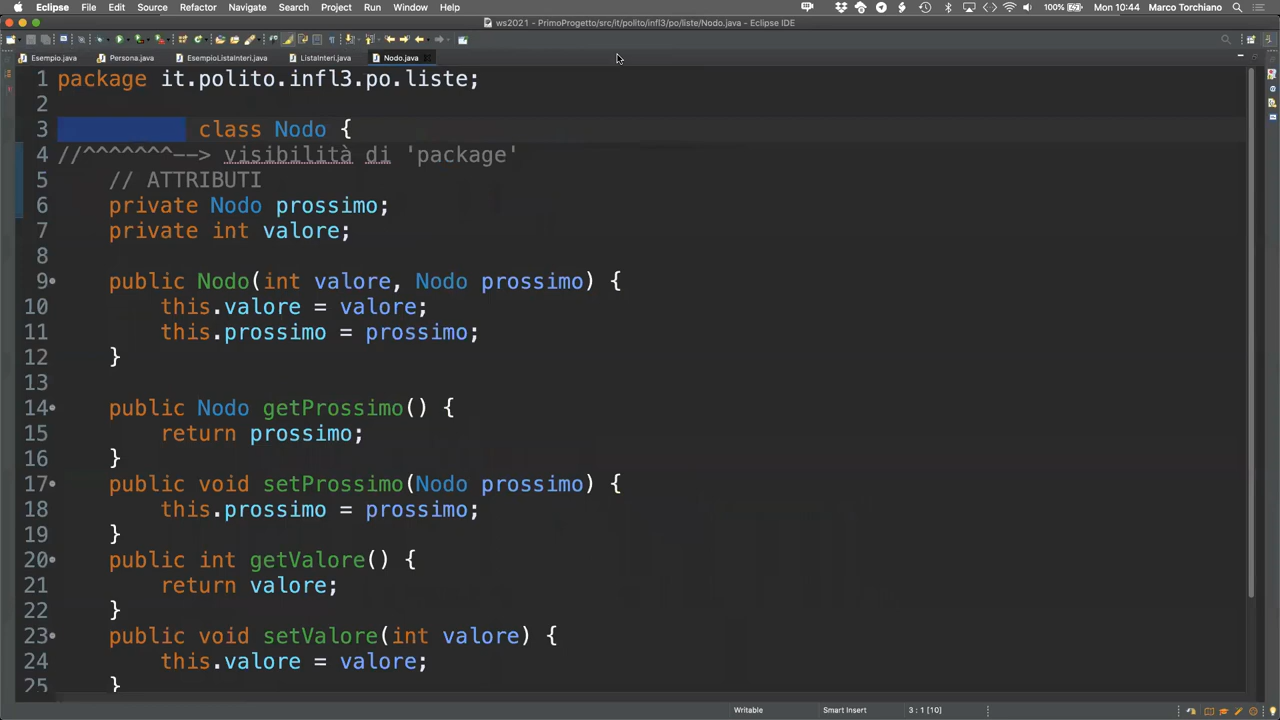 Eclipse File Edit Source Refactor Navigate Search Project Run Window Help 100% Mon 10:44 Marco Torchiano
ws2021 - PrimoProgetto/src/it/polito/infl3/po/liste/Nodo.java - Eclipse IDE
Esempio.java Persona.java EsempioListaInteri.java ListaInteri.java Nodo.java
1 package it.polito.infl3.po.liste;
2
3 class Nodo {
4 //^^^^^^^--> visibilità di 'package'
5 // ATTRIBUTI
6 private Nodo prossimo;
7 private int valore;
8
9 public Nodo(int valore, Nodo prossimo) {
10 this.valore = valore;
11 this.prossimo = prossimo;
12 }
13
14 public Nodo getProssimo() {
15 return prossimo;
16 }
17 public void setProssimo(Nodo prossimo) {
18 this.prossimo = prossimo;
19 }
20 public int getValore() {
21 return valore;
22 }
23 public void setValore(int valore) {
24 this.valore = valore;
25 }
Writable Smart Insert 3 : 1 [10]